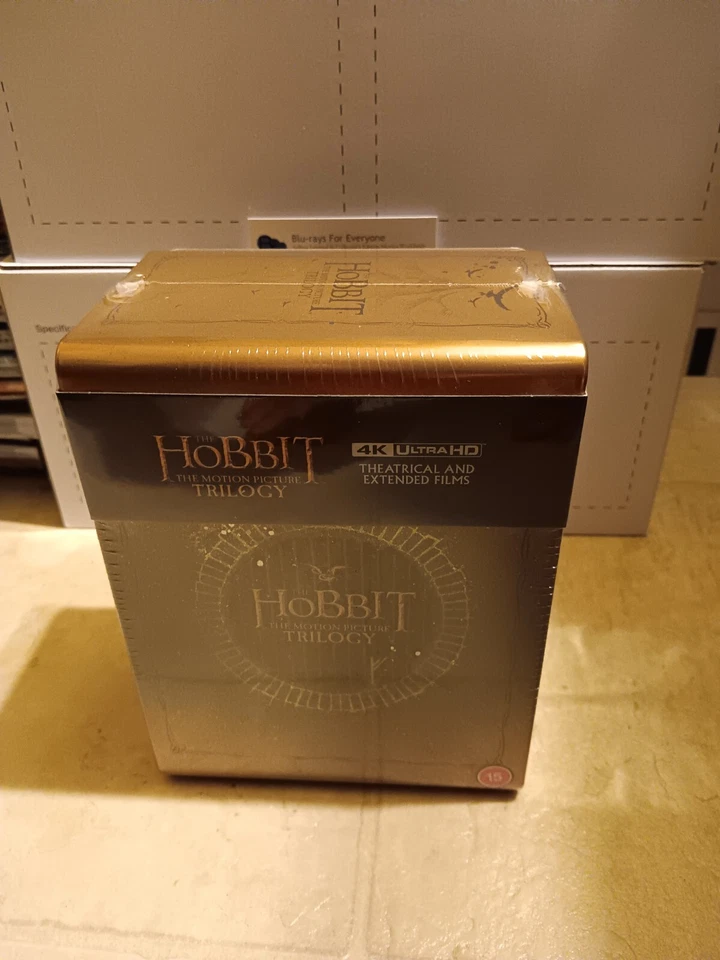 Blu-rays For Everyone
Specific
HOBBIT
TRILOGY
THE
HOBBIT
THE MOTION PICTURE
TRILOGY
4K ULTRA HD
THEATRICAL AND
EXTENDED FILMS
HOBBIT
THE MOTION PICTURE
TRILOGY
15